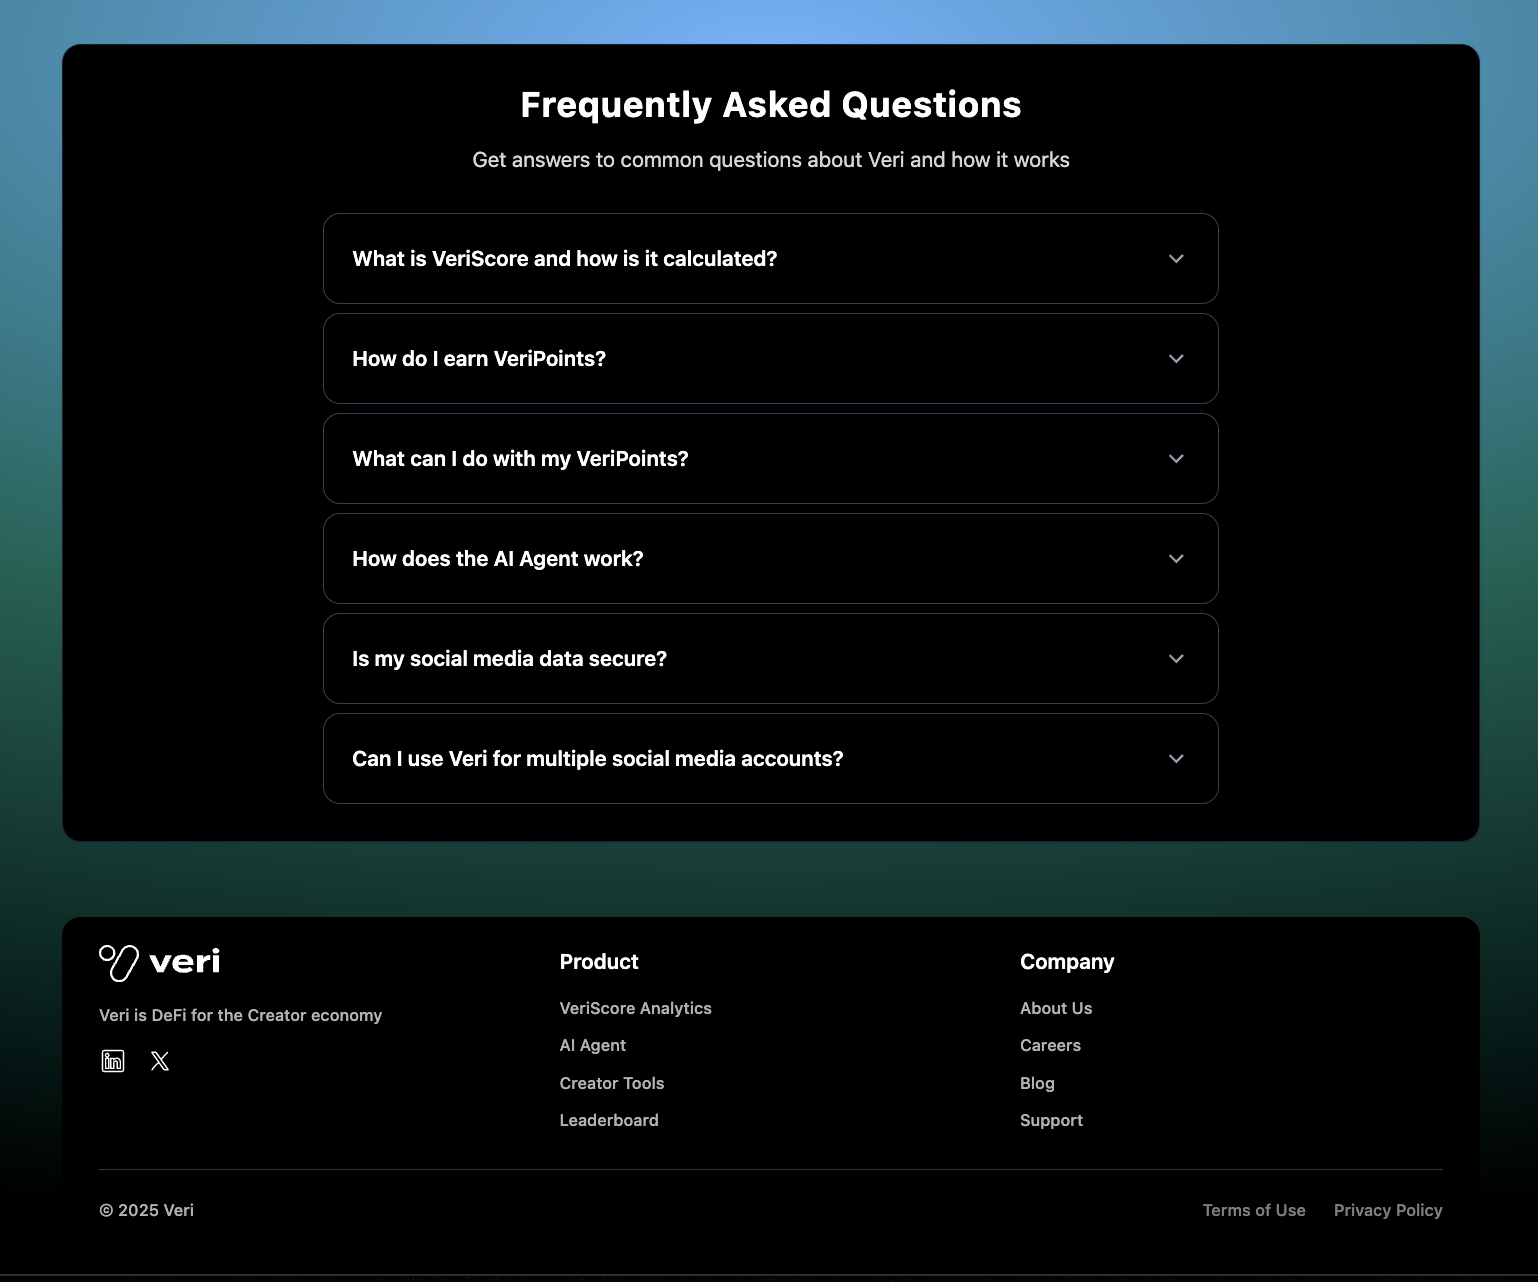 Frequently Asked Questions
Get answers to common questions about Veri and how it works
What is VeriScore and how is it calculated?
How do I earn VeriPoints?
What can I do with my VeriPoints?
How does the AI Agent work?
Is my social media data secure?
Can I use Veri for multiple social media accounts?
veri
Veri is DeFi for the Creator economy
in
X
Product
VeriScore Analytics
AI Agent
Creator Tools
Leaderboard
Company
About Us
Careers
Blog
Support
© 2025 Veri
Terms of Use
Privacy Policy